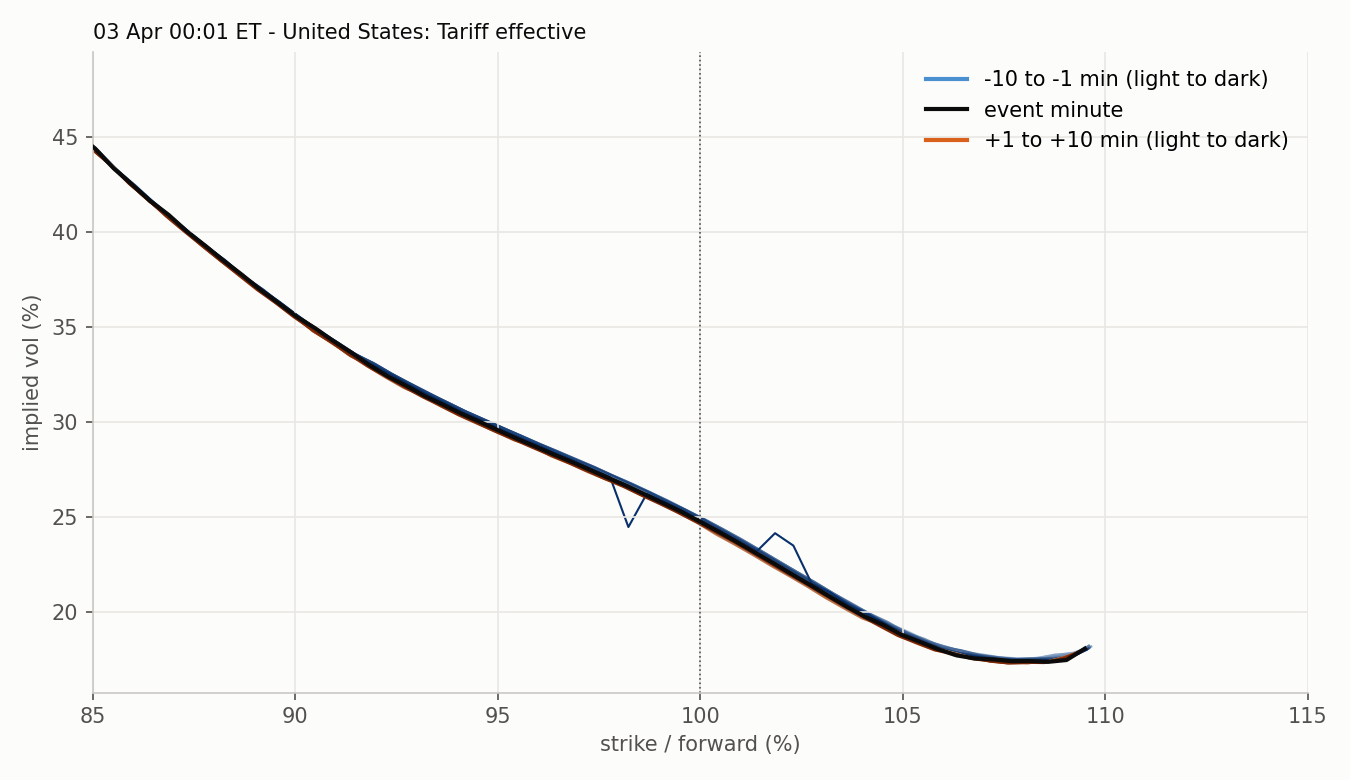 03 Apr 00:01 ET - United States: Tariff effective
-10 to -1 min (light to dark)
event minute
+1 to +10 min (light to dark)
45
40
35
30
25
20
implied vol (%)
85
90
95
100
105
110
115
strike / forward (%)